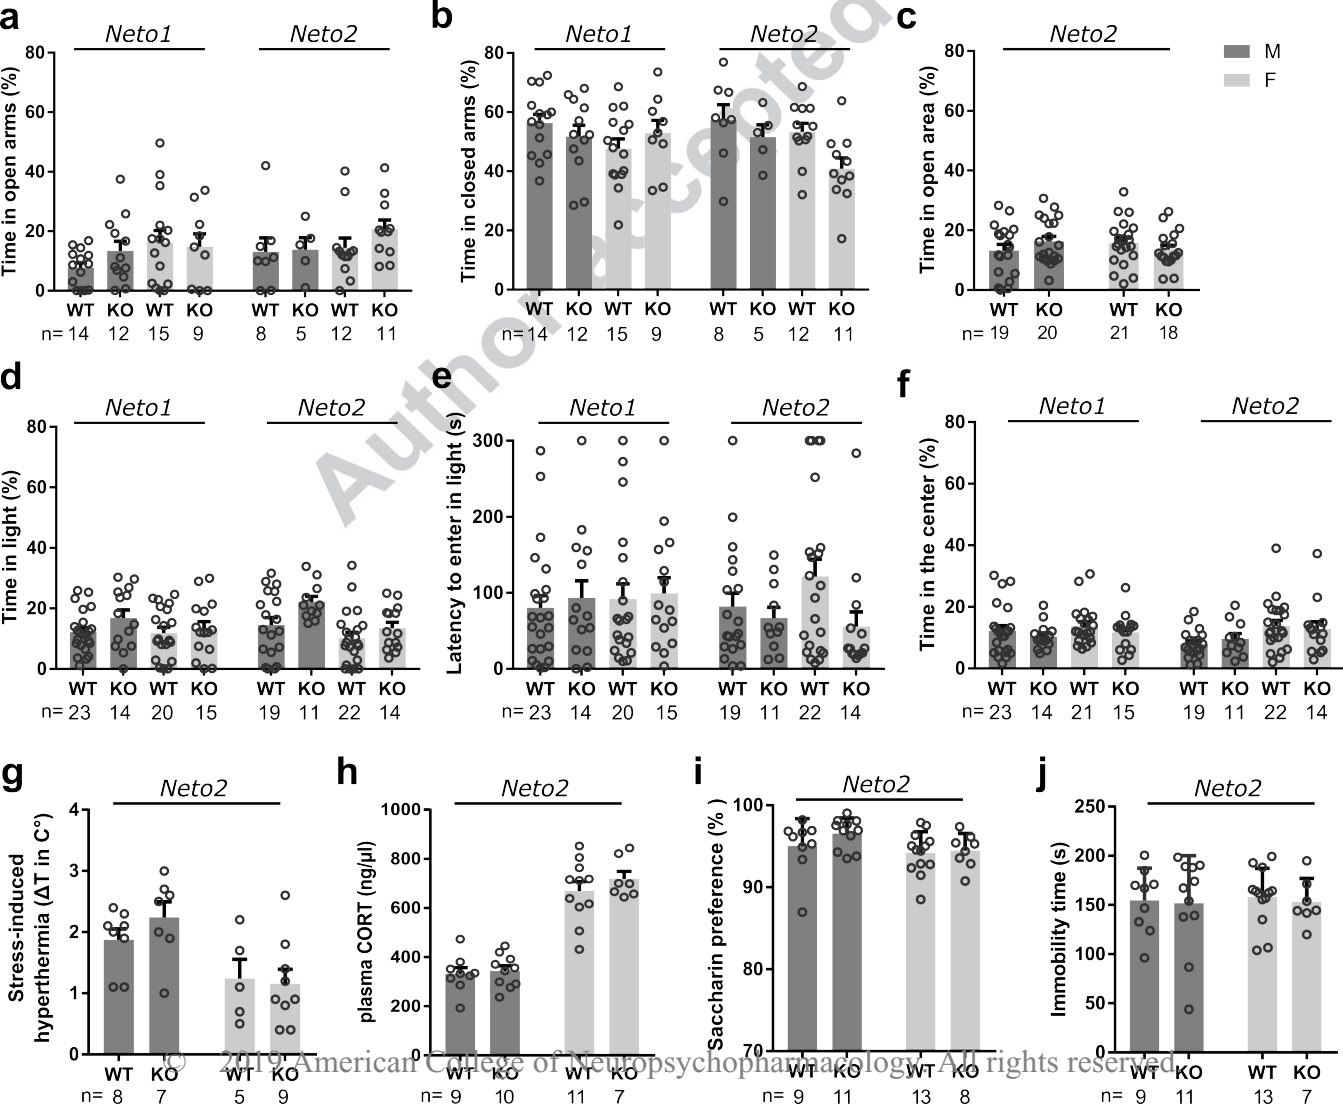 a
Neto1 Neto2
Time in open arms (%)
80
60
40
20
0
WT KO WT KO WT KO WT KO
n= 14 12 15 9 8 5 12 11
b
Neto1 Neto2
Time in closed arms (%)
80
60
40
20
0
WT KO WT KO WT KO WT KO
n= 14 12 15 9 8 5 12 11
c
Neto2
M
F
Time in open area (%)
80
60
40
20
0
WT KO WT KO
n= 19 20 21 18
d
Neto1 Neto2
Time in light (%)
80
60
40
20
0
WT KO WT KO WT KO WT KO
n= 23 14 20 15 19 11 22 14
e
Neto1 Neto2
Latency to enter in light (s)
300
200
100
0
WT KO WT KO WT KO WT KO
n= 23 14 20 15 19 11 22 14
f
Neto1 Neto2
Time in the center (%)
80
60
40
20
0
WT KO WT KO WT KO WT KO
n= 23 14 21 15 19 11 22 14
g
Neto2
Stress-induced
hyperthermia (ΔT in C°)
4
3
2
1
0
WT KO WT KO
n= 8 7 5 9
h
Neto2
plasma CORT (ng/µl)
1000
800
600
400
200
0
WT KO WT KO
n= 9 10 11 7
i
Neto2
Saccharin preference (% )
100
90
80
70
WT KO WT KO
n= 9 11 13 8
j
Neto2
Immobility time (s)
250
200
150
100
50
0
WT KO WT KO
n= 9 11 13 7
Author accepted
© 2019 American College of Neuropsychopharmacology. All rights reserved